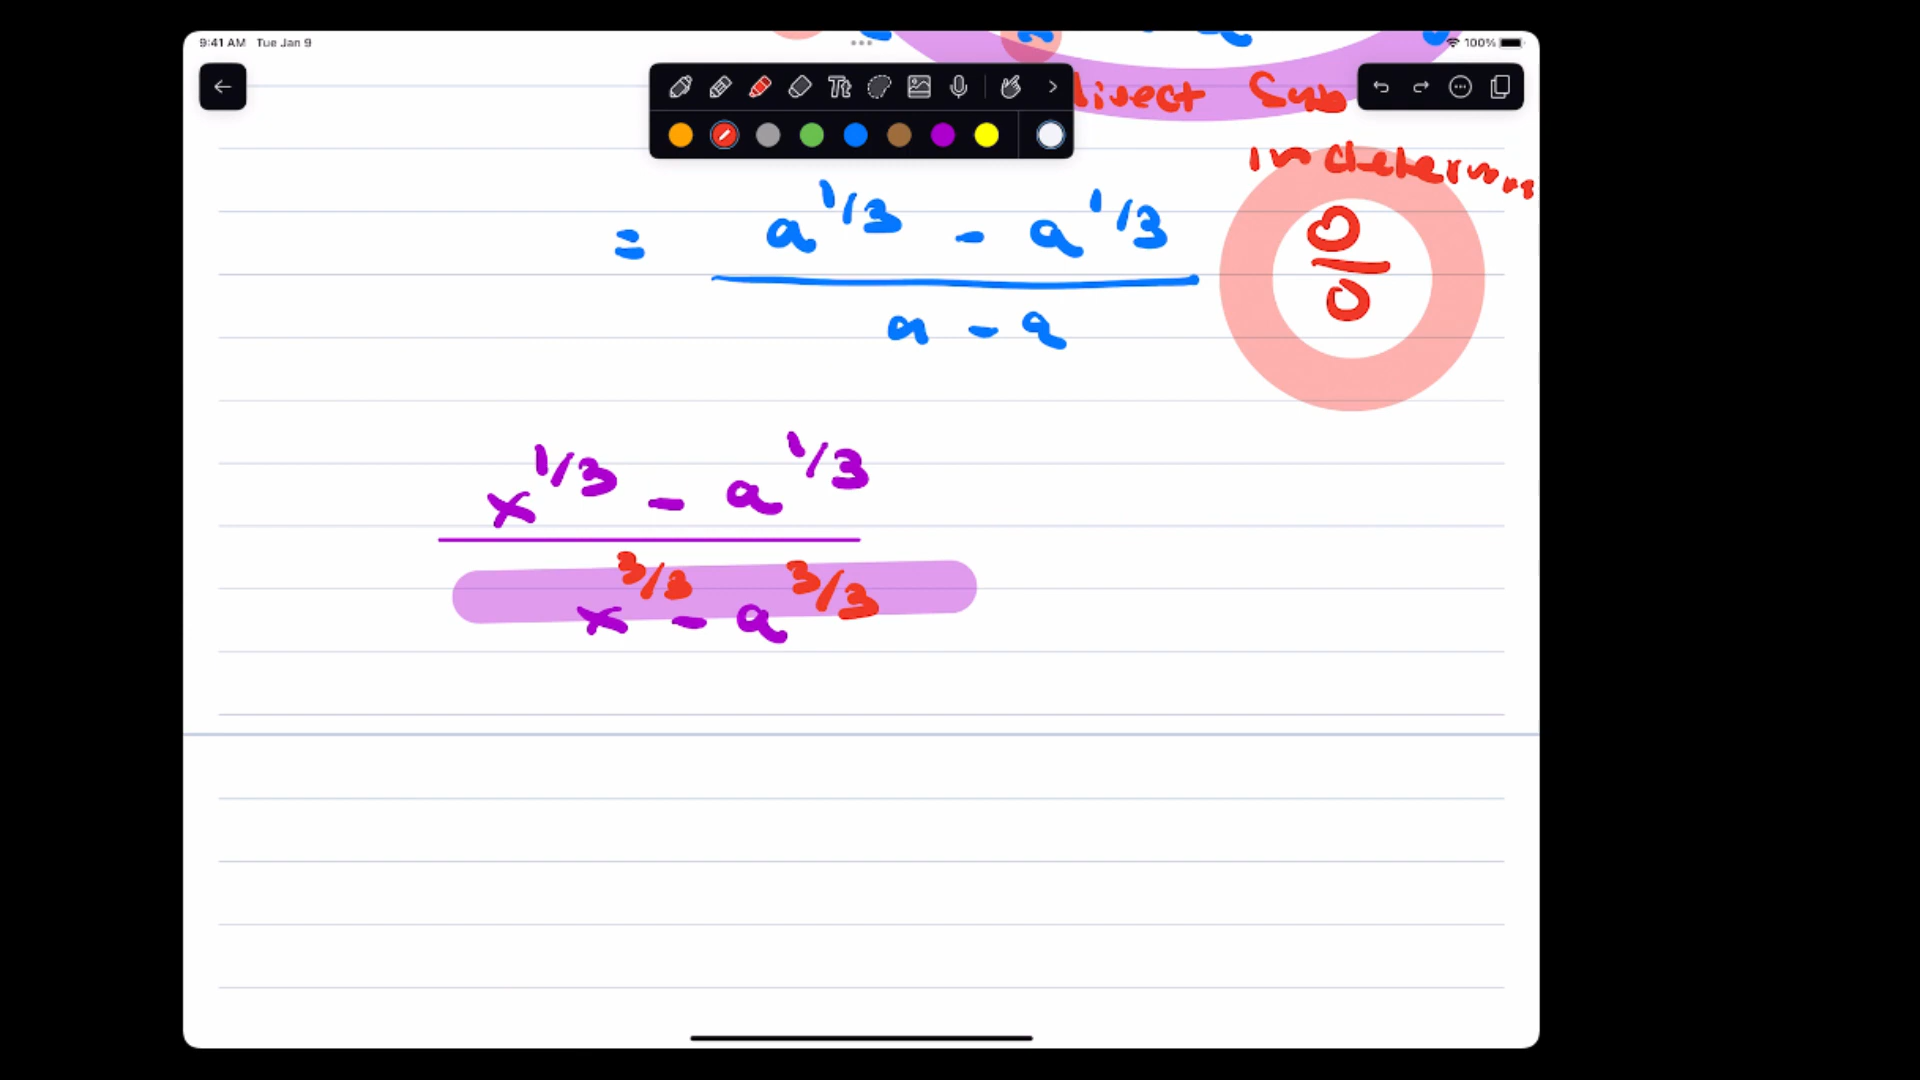 9:41 AM Tue Jan 9
100%
Tt
direct Sub
= a^1/3 - a^1/3
a - a
0/0
x^1/3 - a^1/3
x^3/3 - a^3/3